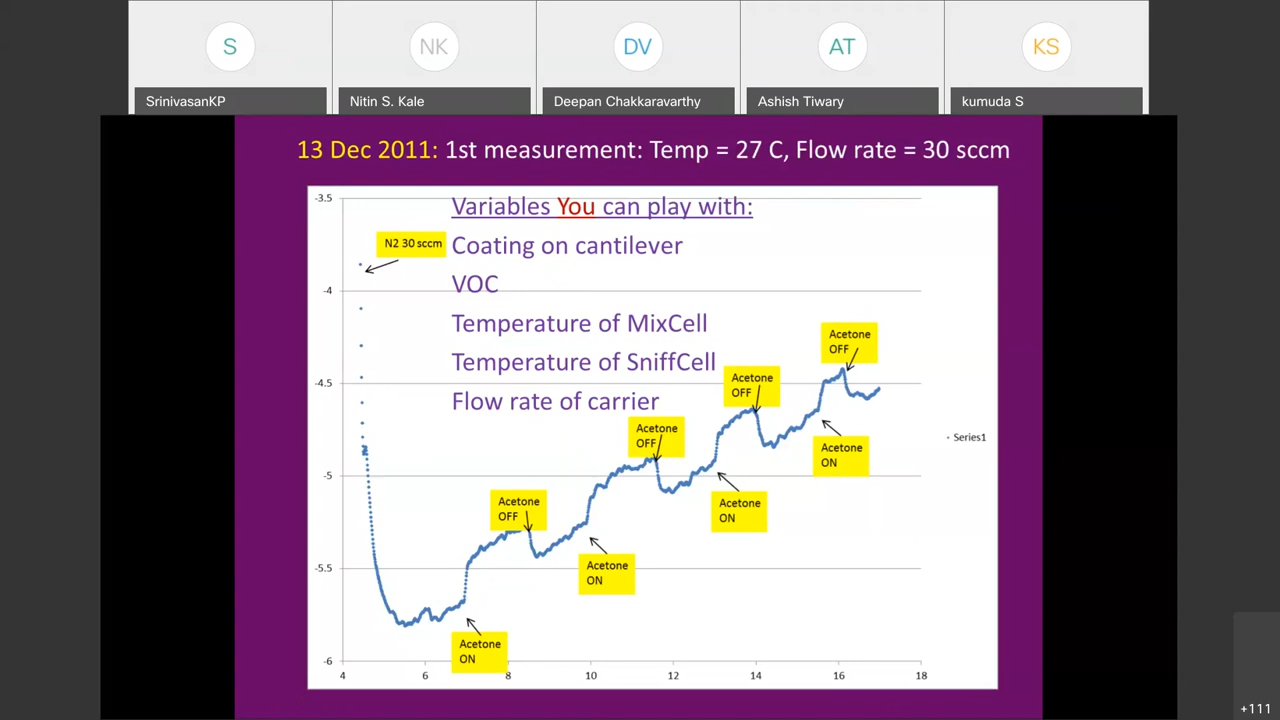 S
NK
DV
AT
KS
SrinivasanKP
Nitin S. Kale
Deepan Chakkaravarthy
Ashish Tiwary
kumuda S
13 Dec 2011: 1st measurement: Temp = 27 C, Flow rate = 30 sccm
Variables You can play with:
Coating on cantilever
VOC
Temperature of MixCell
Temperature of SniffCell
Flow rate of carrier
N2 30 sccm
Acetone
OFF
Acetone
OFF
Acetone
OFF
Acetone
OFF
Acetone
ON
Acetone
ON
Acetone
ON
Acetone
ON
Series1
-3.5
-4
-4.5
-5
-5.5
-6
4
6
8
10
12
14
16
18
+111